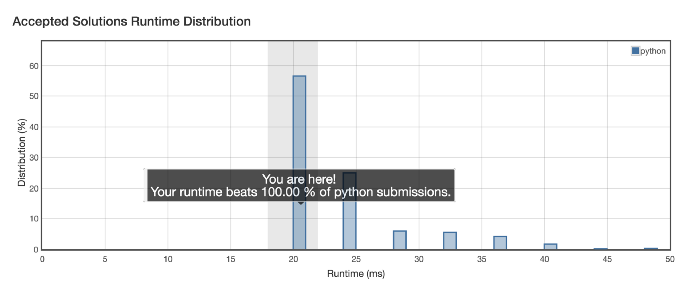 Accepted Solutions Runtime Distribution
python
60
50
40
30
20
10
0
Distribution (%)
You are here!
Your runtime beats 100.00 % of python submissions.
0 5 10 15 20 25 30 35 40 45 50
Runtime (ms)